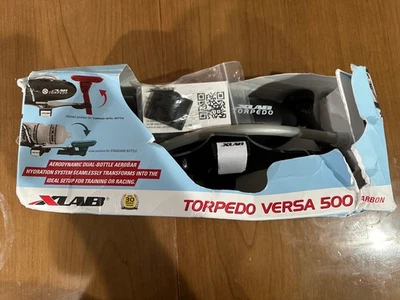 XLAB
TORPEDO
XLAB
AERODYNAMIC DUAL-BOTTLE AEROBAR
HYDRATION SYSTEM SEAMLESSLY TRANSFORMS INTO THE
IDEAL SETUP FOR TRAINING OR RACING.
XLAB
30
TORPEDO VERSA 500
CARBON